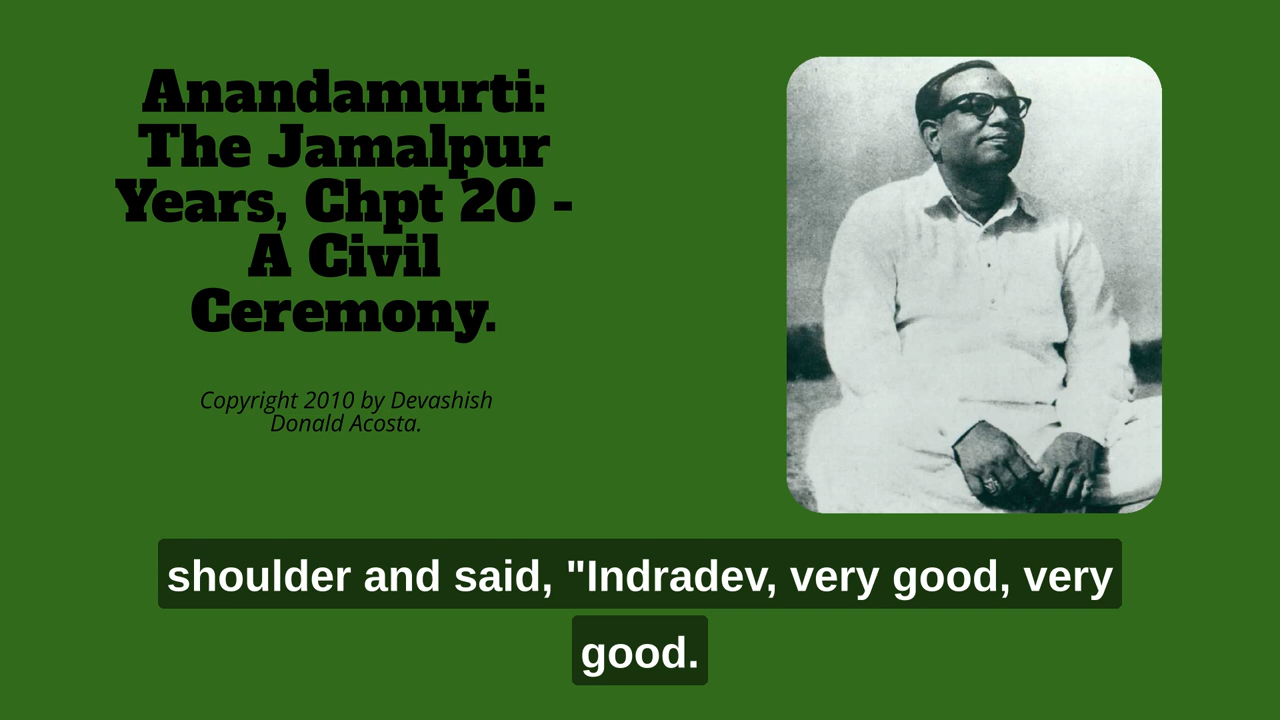 Anandamurti:
The Jamalpur
Years, Chpt 20 -
A Civil
Ceremony.
Copyright 2010 by Devashish
Donald Acosta.
shoulder and said, "Indradev, very good, very
good.